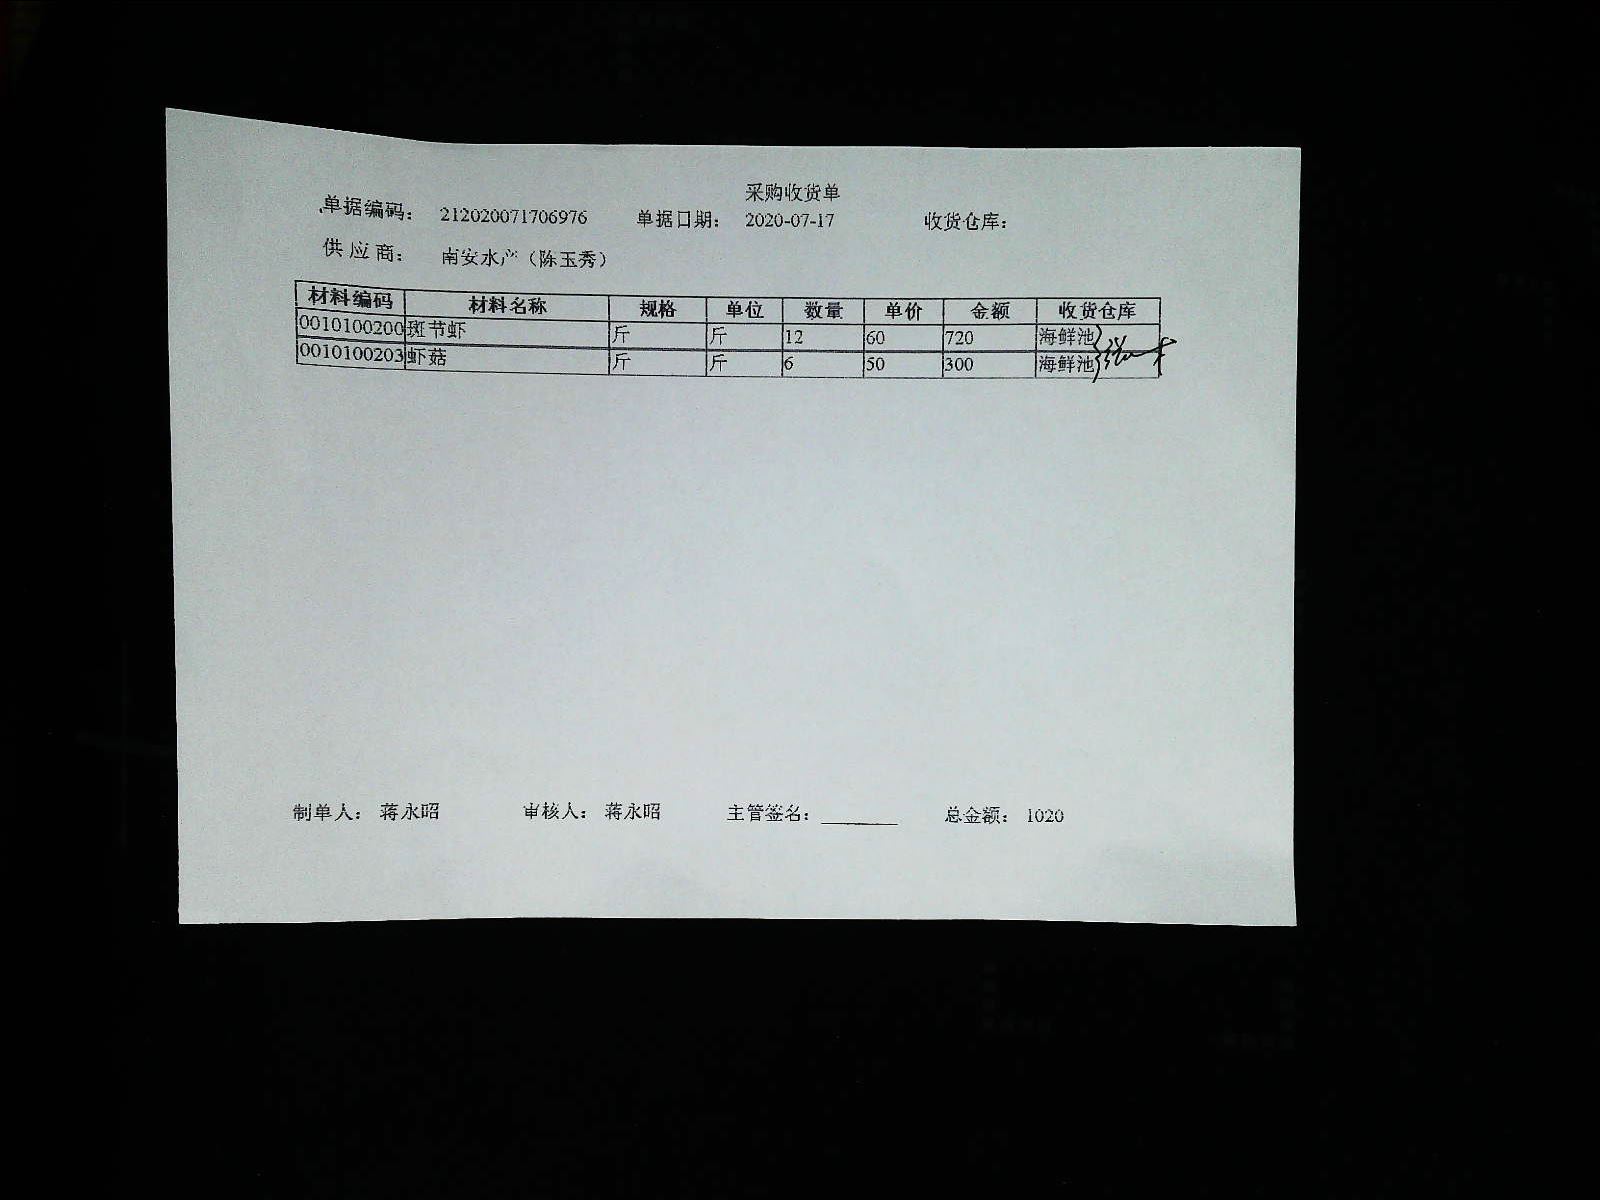 采购收货单
单据编码: 212020071706976 单据日期: 2020-07-17 收货仓库:
供 应 商: 南安水产（陈玉秀）
材料编码 材料名称 规格 单位 数量 单价 金额 收货仓库
0010100200 斑节虾 斤 斤 12 60 720 海鲜池
0010100203 虾菇 斤 斤 6 50 300 海鲜池
制单人: 蒋永昭 审核人: 蒋永昭 主管签名: 总金额: 1020